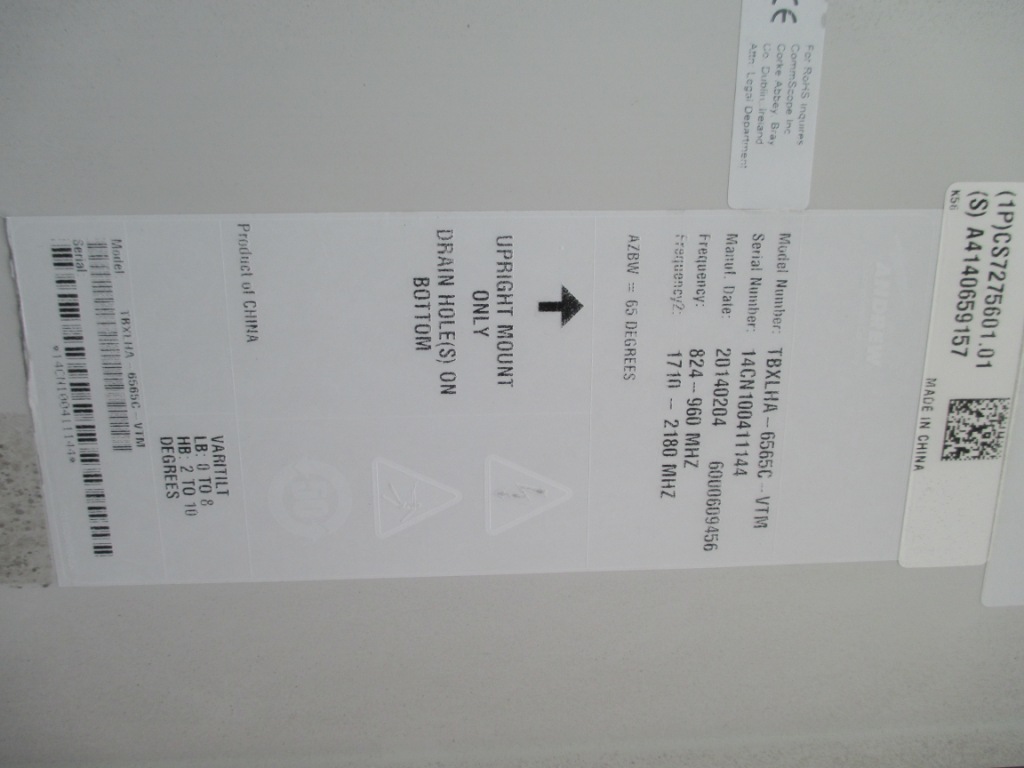 (1P)CS7275601.01
(S) A4140659157
K56
MADE IN CHINA
ANDREW
For RoHS Inquires
CommScope Inc
Corke Abbey, Bray
Co. Dublin, Ireland
Attn: Legal Department
CE
Model Number: TBXLHA-6565C-VTM
Serial Number: 14CN100411144
Manuf. Date: 20140204 6000609456
Frequency: 824-960 MHZ
Frequency2: 1710 - 2180 MHZ
AZBW = 65 DEGREES
UPRIGHT MOUNT
ONLY
DRAIN HOLE(S) ON
BOTTOM
50
Product of CHINA
VARITILT
LB: 0 TO 8
HB: 2 TO 10
DEGREES
Model TBXLHA-6565C-VTM
Serial:
*14CN100411144*